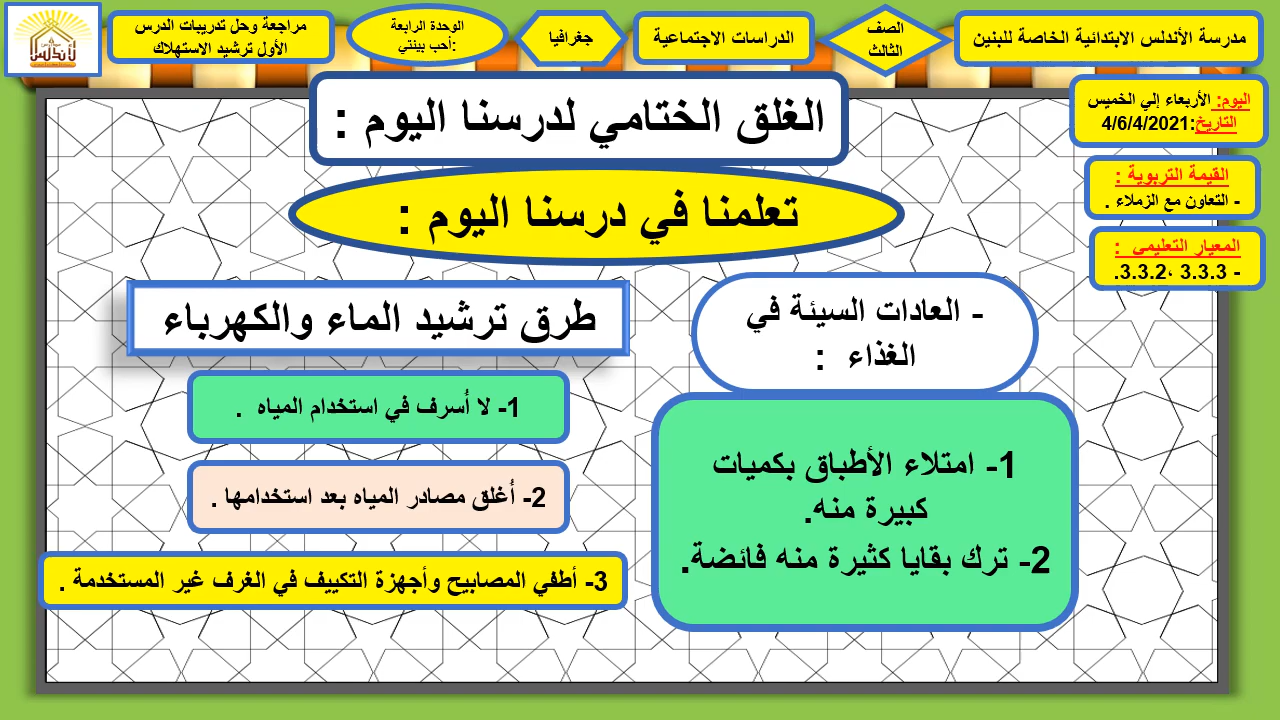 مدرسة الأندلس الابتدائية الخاصة للبنين
الصف
الثالث
الدراسات الاجتماعية
جغرافيا
الوحدة الرابعة
:أحب بيئتي
مراجعة وحل تدريبات الدرس
الأول ترشيد الاستهلاك
الأندلس
اليوم: الأربعاء إلي الخميس
التاريخ:4/6/4/2021
القيمة التربوية :
- التعاون مع الزملاء .
المعيار التعليمي :
- 3.3.3 ،3.3.2.
الغلق الختامي لدرسنا اليوم :
تعلمنا في درسنا اليوم :
- العادات السيئة في
الغذاء :
1- امتلاء الأطباق بكميات
كبيرة منه.
2- ترك بقايا كثيرة منه فائضة.
طرق ترشيد الماء والكهرباء
1- لا أُسرف في استخدام المياه .
2- أُغلق مصادر المياه بعد استخدامها .
3- أطفي المصابيح وأجهزة التكييف في الغرف غير المستخدمة .